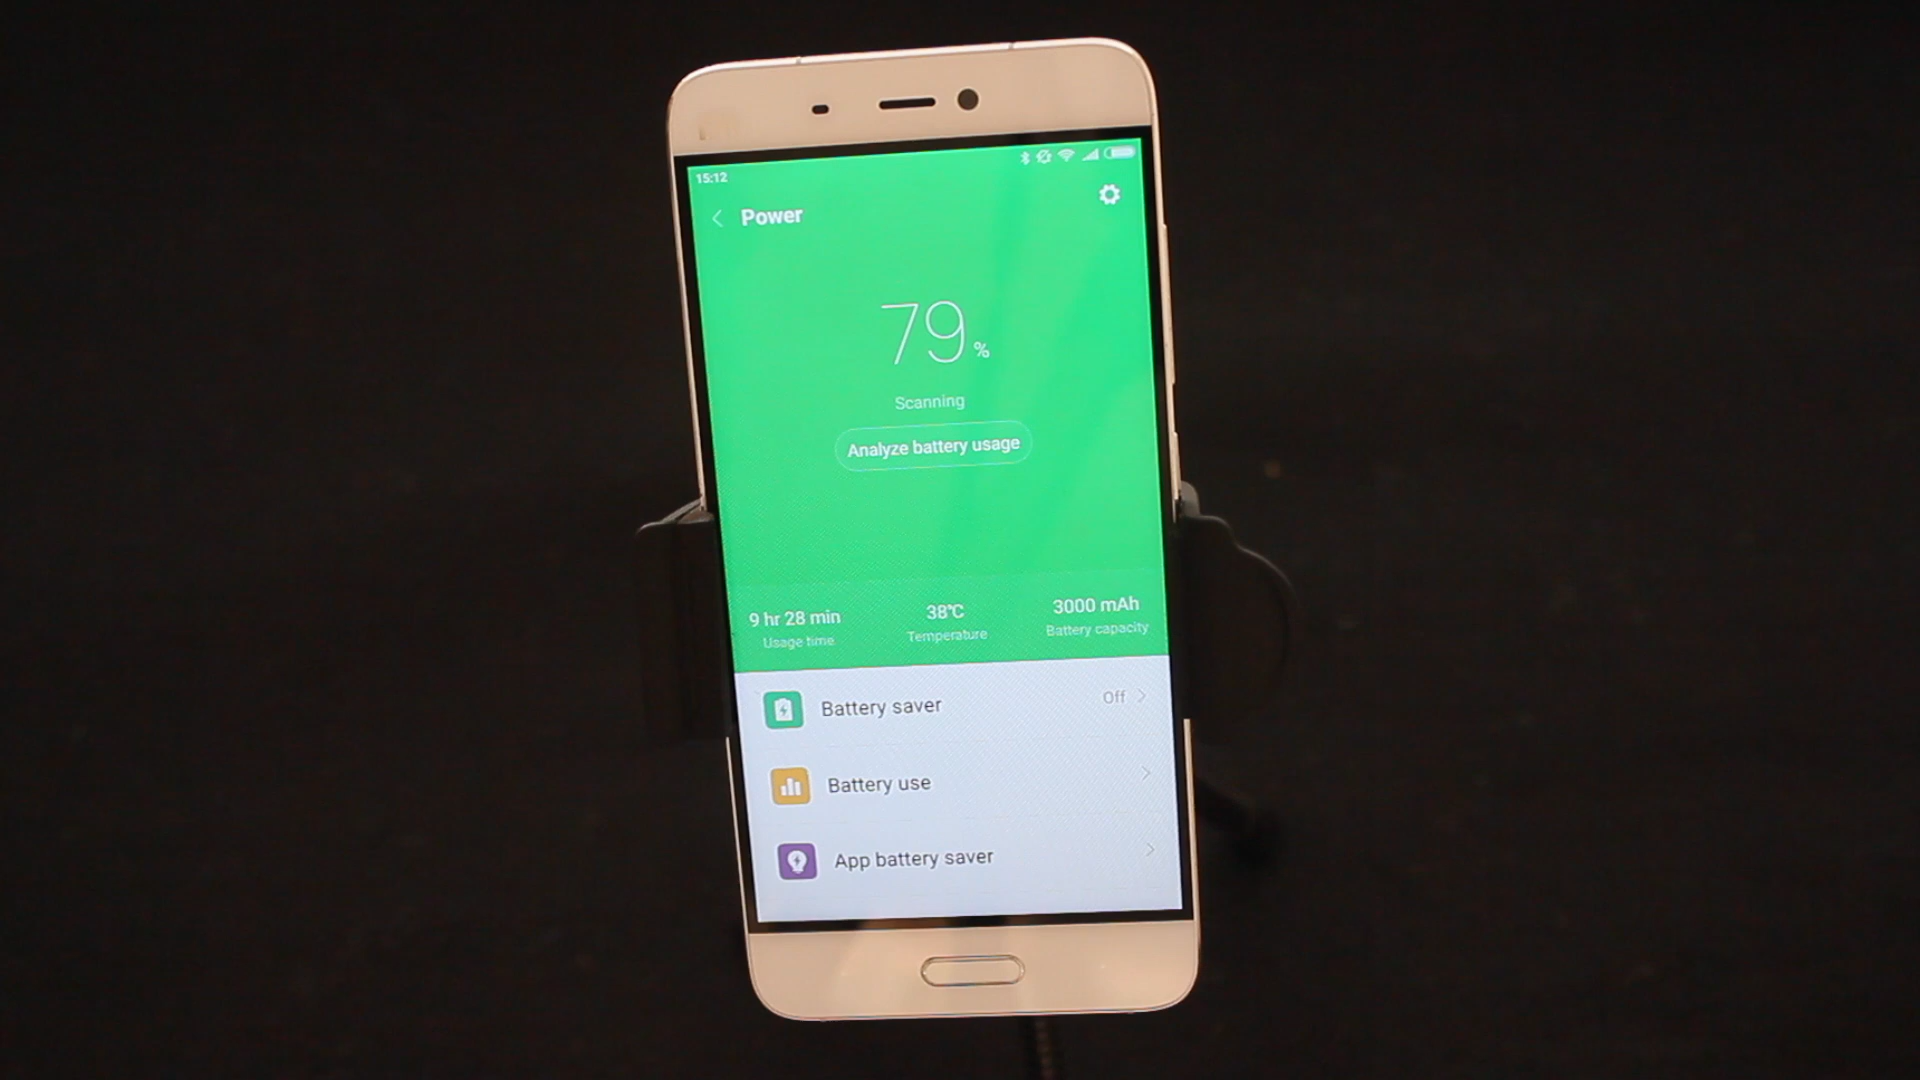 15:12
Power
79%
Scanning
Analyze battery usage
9 hr 28 min
Usage time
38°C
Temperature
3000 mAh
Battery capacity
Battery saver
Off
Battery use
App battery saver